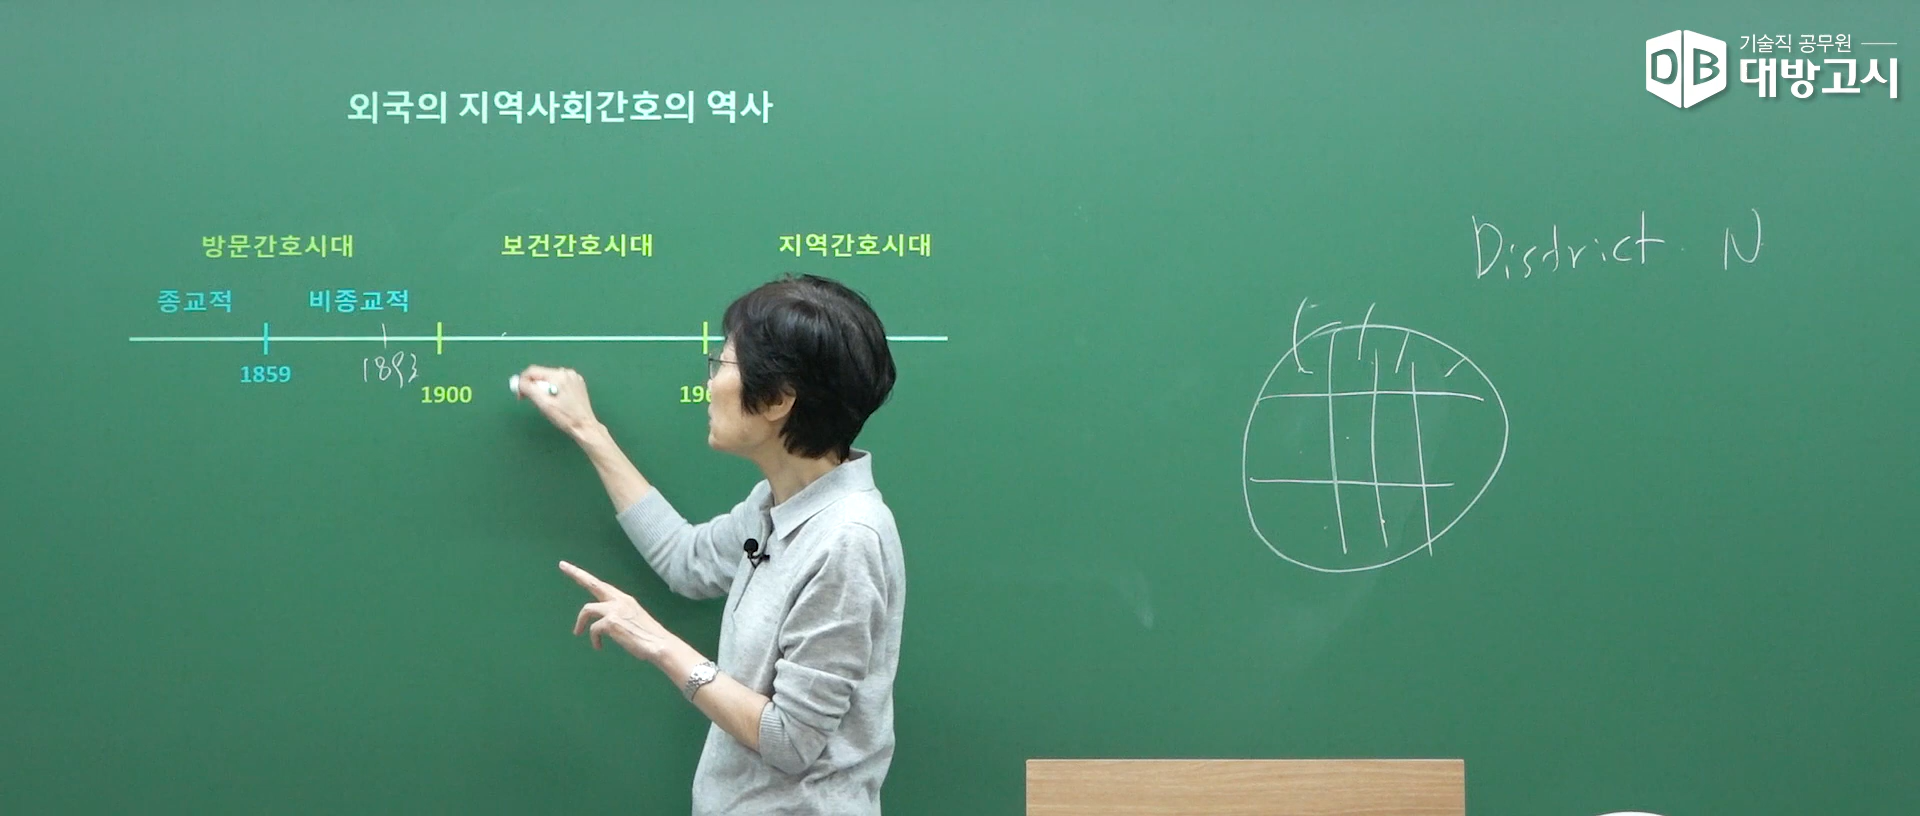 기술직 공무원
대방고시
DB
외국의 지역사회간호의 역사
방문간호시대 보건간호시대 지역간호시대
종교적 비종교적
1859 1893 1900
District N